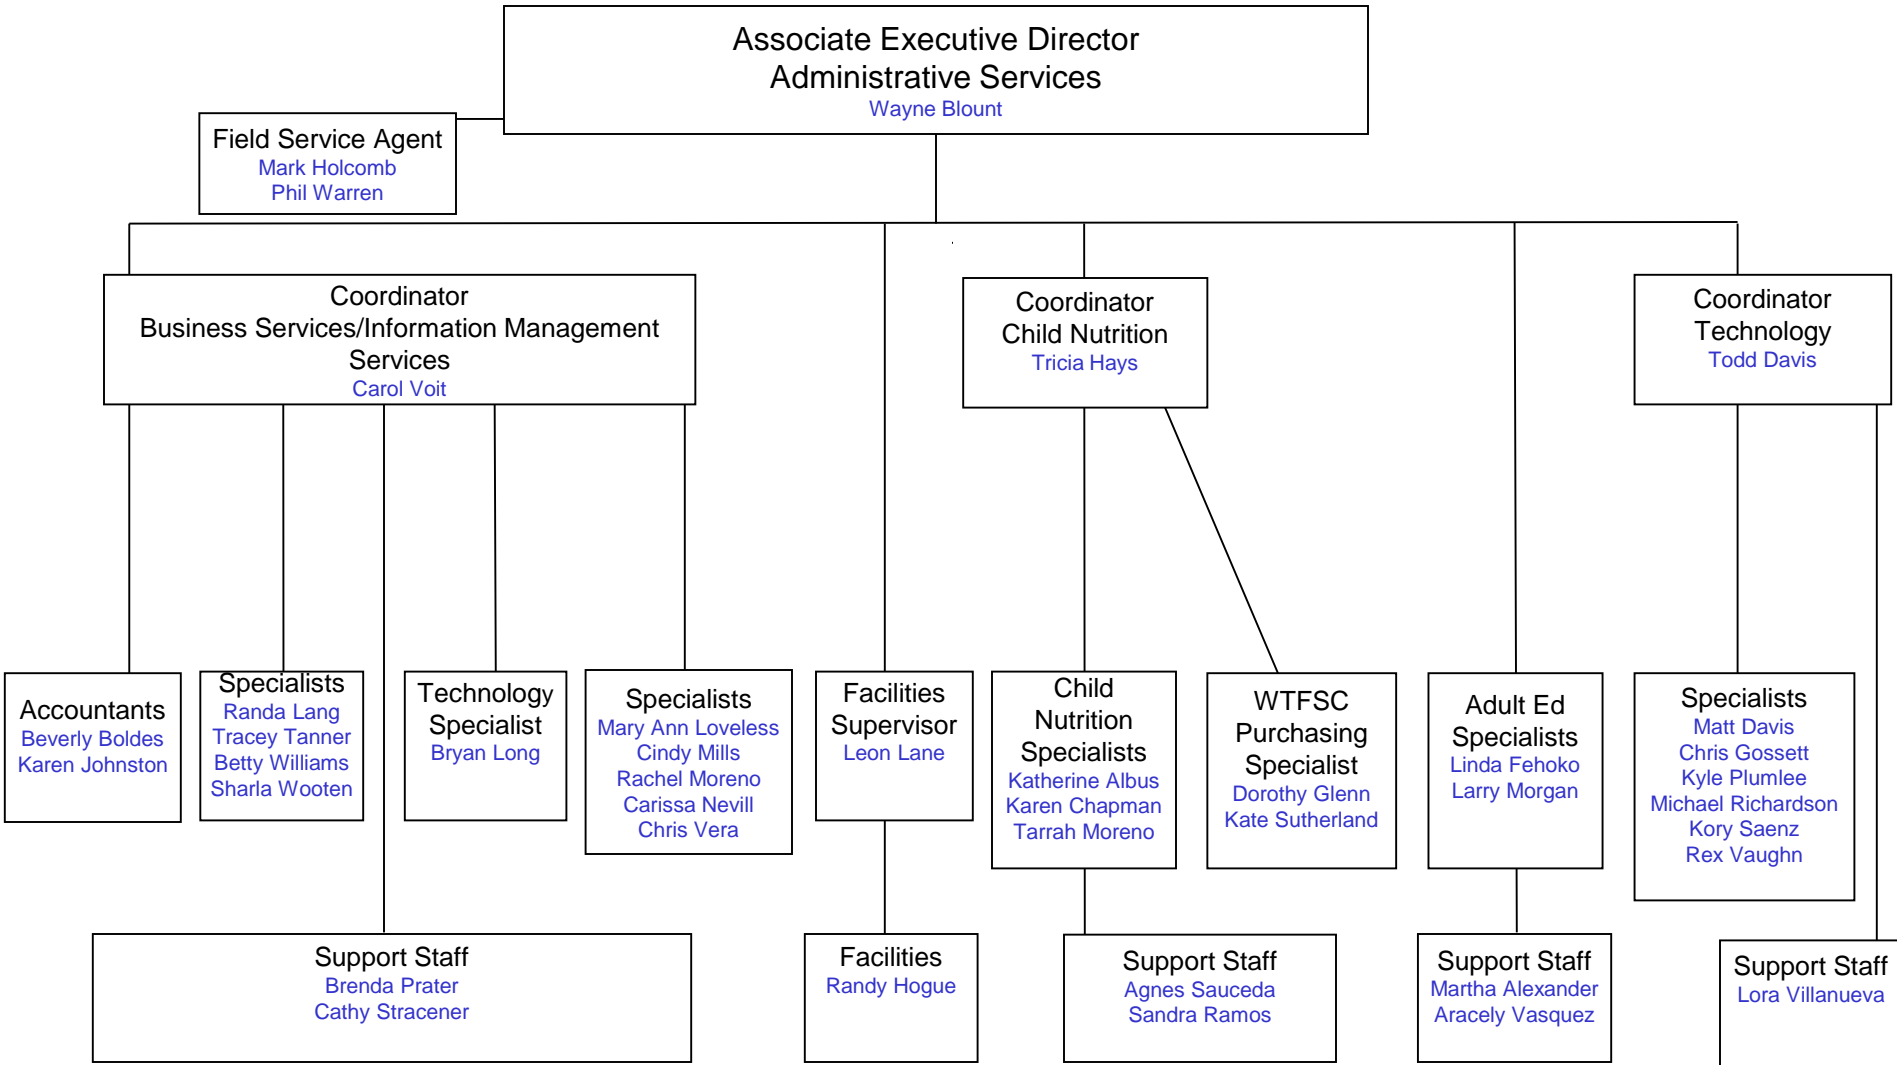 Associate Executive Director
Administrative Services
Wayne Blount
Field Service Agent
Mark Holcomb
Phil Warren
Coordinator
Business Services/Information Management
Services
Carol Voit
Coordinator
Child Nutrition
Tricia Hays
Coordinator
Technology
Todd Davis
Accountants
Beverly Boldes
Karen Johnston
Specialists
Randa Lang
Tracey Tanner
Betty Williams
Sharla Wooten
Technology
Specialist
Bryan Long
Specialists
Mary Ann Loveless
Cindy Mills
Rachel Moreno
Carissa Nevill
Chris Vera
Facilities
Supervisor
Leon Lane
Child
Nutrition
Specialists
Katherine Albus
Karen Chapman
Tarrah Moreno
WTFSC
Purchasing
Specialist
Dorothy Glenn
Kate Sutherland
Adult Ed
Specialists
Linda Fehoko
Larry Morgan
Specialists
Matt Davis
Chris Gossett
Kyle Plumlee
Michael Richardson
Kory Saenz
Rex Vaughn
Support Staff
Brenda Prater
Cathy Stracener
Facilities
Randy Hogue
Support Staff
Agnes Sauceda
Sandra Ramos
Support Staff
Martha Alexander
Aracely Vasquez
Support Staff
Lora Villanueva